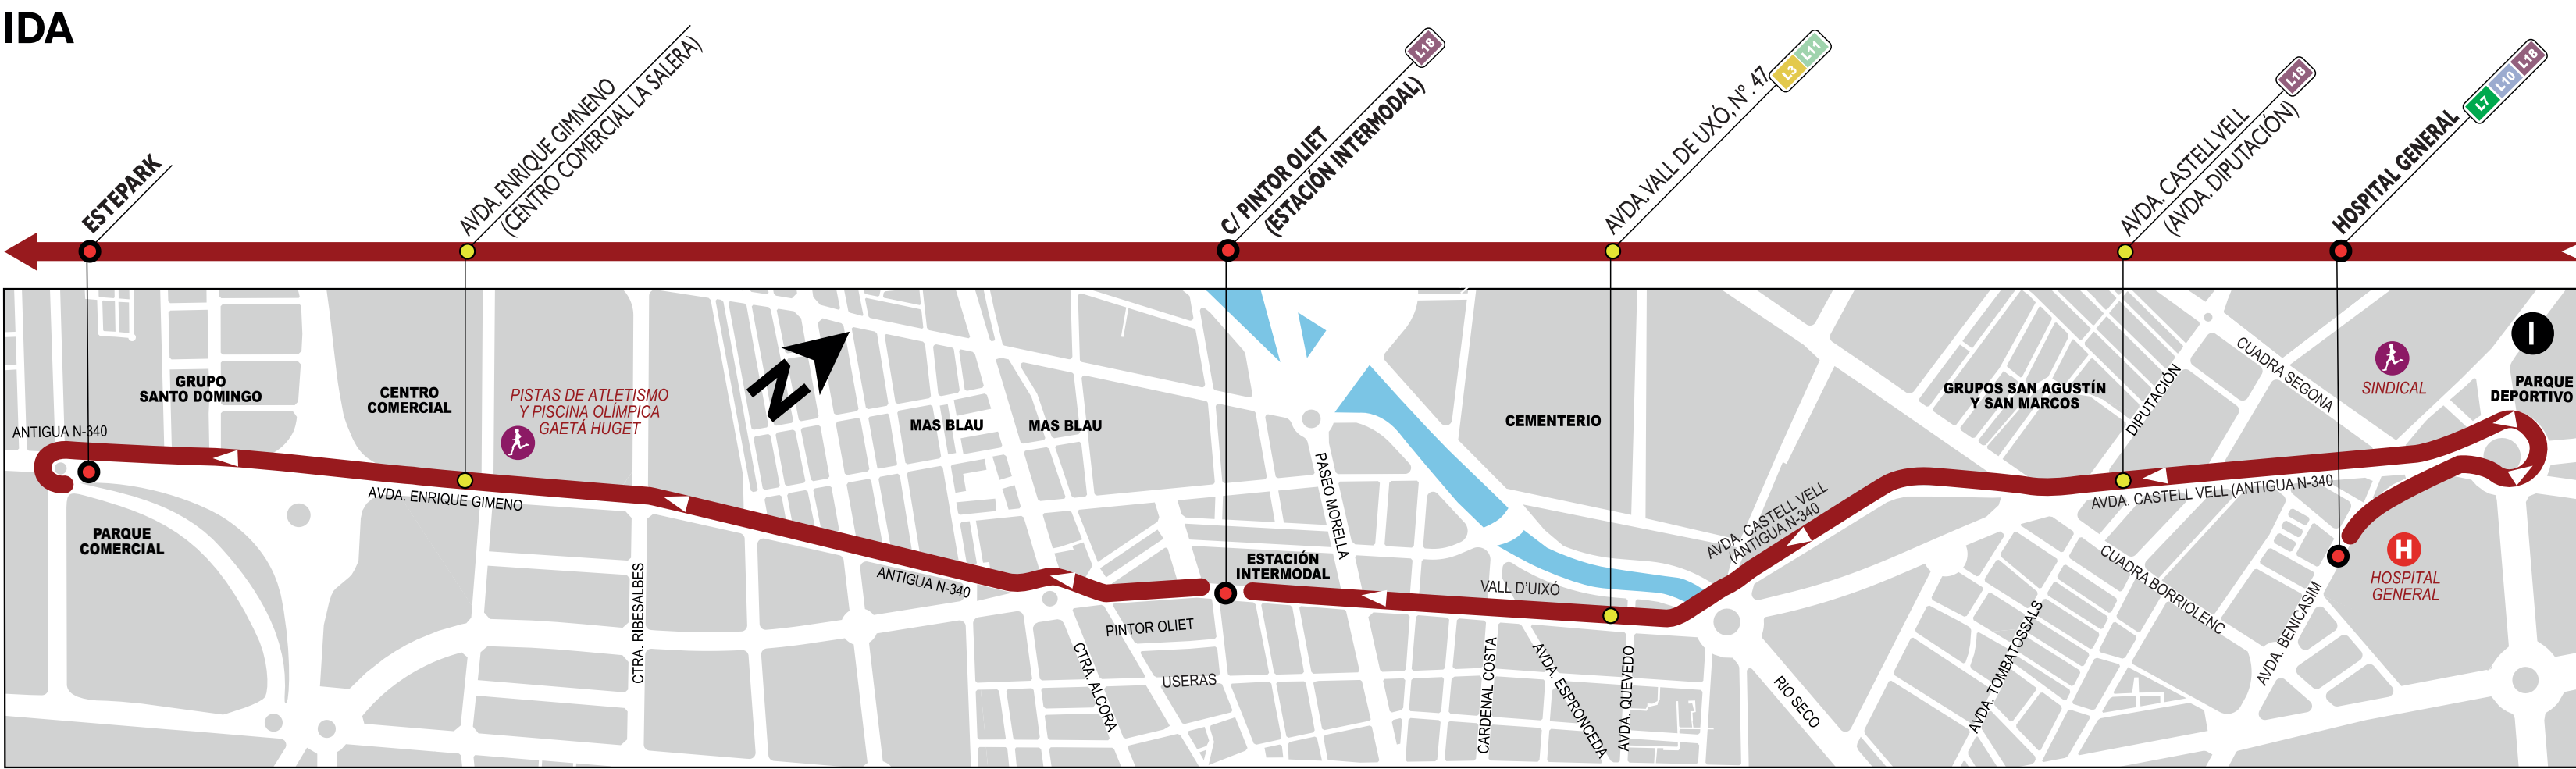 IDA
ESTEPARK
AVDA. ENRIQUE GIMNENO
(CENTRO COMERCIAL LA SALERA)
C/ PINTOR OLIET
(ESTACIÓN INTERMODAL)
L18
AVDA. VALL DE UXÓ, Nº. 47
L3 L11
AVDA. CASTELL VELL
(AVDA. DIPUTACIÓN)
L18
HOSPITAL GENERAL
L7 L10 L18
ANTIGUA N-340
GRUPO
SANTO DOMINGO
PARQUE
COMERCIAL
CENTRO
COMERCIAL
AVDA. ENRIQUE GIMENO
PISTAS DE ATLETISMO
Y PISCINA OLÍMPICA
GAETÁ HUGET
CTRA. RIBESALBES
N
MAS BLAU
MAS BLAU
ANTIGUA N-340
CTRA. ALCORA
PINTOR OLIET
USERAS
ESTACIÓN
INTERMODAL
PASEO MORELLA
CEMENTERIO
VALL D'UIXÓ
CARDENAL COSTA
AVDA. ESPRONCEDA
AVDA. QUEVEDO
AVDA. CASTELL VELL
(ANTIGUA N-340
RIO SECO
GRUPOS SAN AGUSTÍN
Y SAN MARCOS
DIPUTACIÓN
CUADRA SEGONA
AVDA. CASTELL VELL (ANTIGUA N-340
AVDA. TOMBATOSSALS
CUADRA BORRIOLENC
AVDA. BENICASIM
SINDICAL
I
PARQUE
DEPORTIVO
H
HOSPITAL
GENERAL